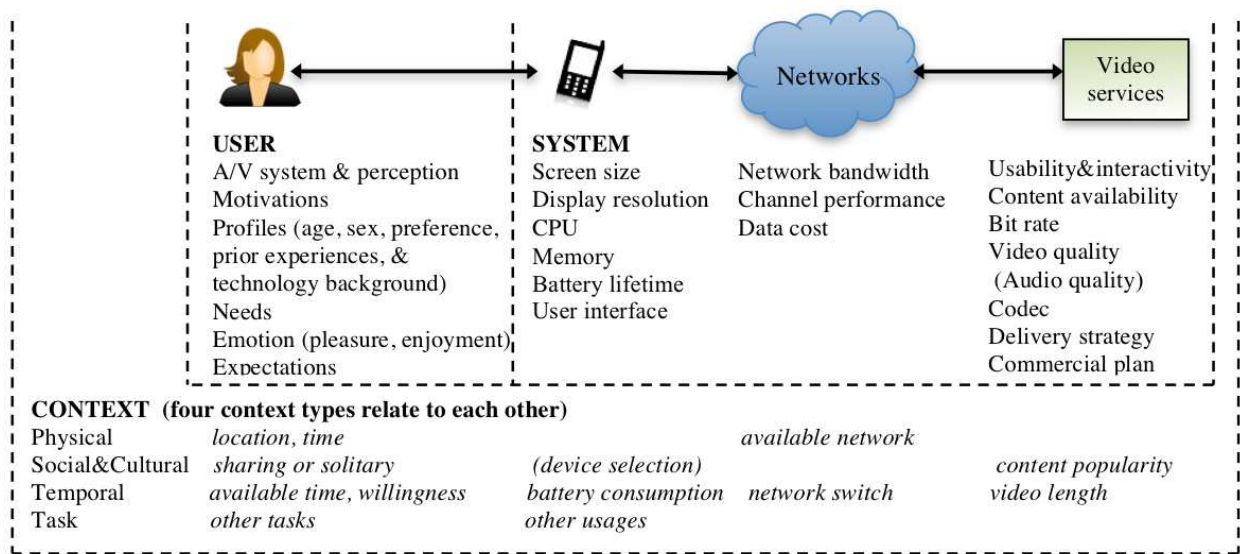 Networks
Video
services
USER
A/V system & perception
Motivations
Profiles (age, sex, preference,
prior experiences, &
technology background)
Needs
Emotion (pleasure, enjoyment)
Expectations
SYSTEM
Screen size
Display resolution
CPU
Memory
Battery lifetime
User interface
Network bandwidth
Channel performance
Data cost
Usability&interactivity
Content availability
Bit rate
Video quality
(Audio quality)
Codec
Delivery strategy
Commercial plan
CONTEXT (four context types relate to each other)
Physical location, time available network
Social&Cultural sharing or solitary (device selection) content popularity
Temporal available time, willingness battery consumption network switch video length
Task other tasks other usages